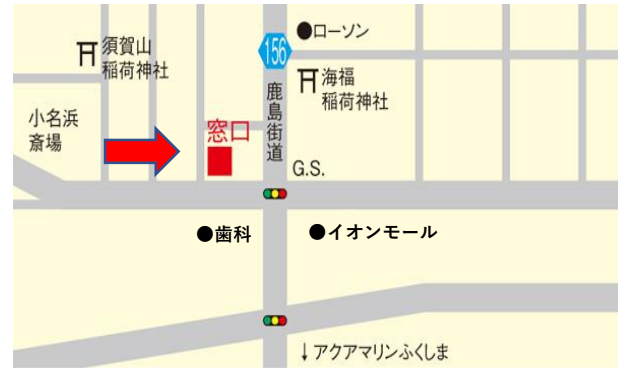 ●ローソン
156
須賀山
稲荷神社
海福
稲荷神社
鹿島街道
小名浜
斎場
窓口
G.S.
●歯科
●イオンモール
↓アクアマリンふくしま